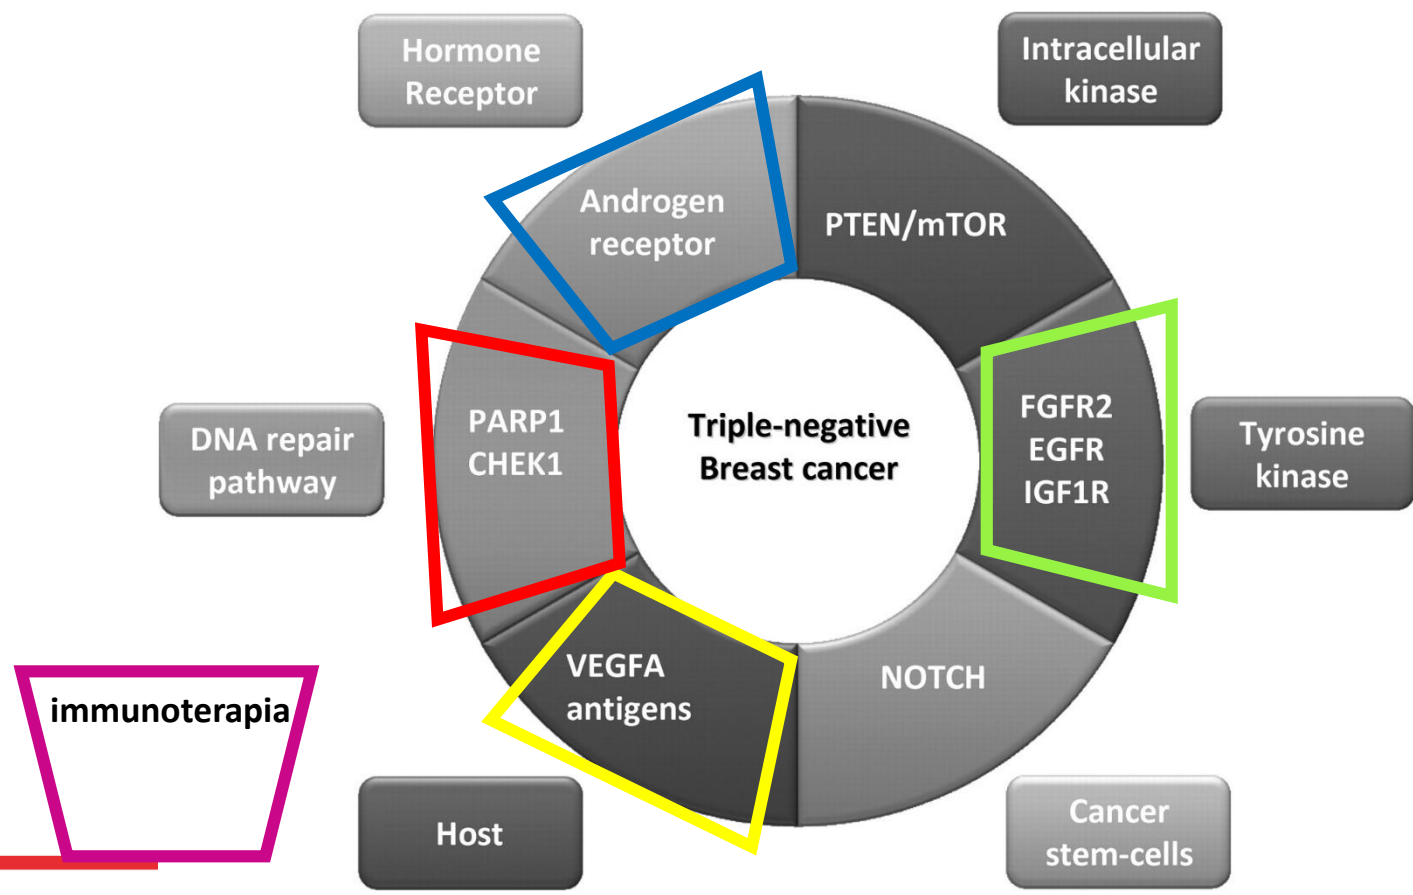 Hormone
Receptor
Intracellular
kinase
Androgen
receptor
PTEN/mTOR
DNA repair
pathway
PARP1
CHEK1
Triple-negative
Breast cancer
FGFR2
EGFR
IGF1R
Tyrosine
kinase
immunoterapia
VEGFA
antigens
NOTCH
Host
Cancer
stem-cells